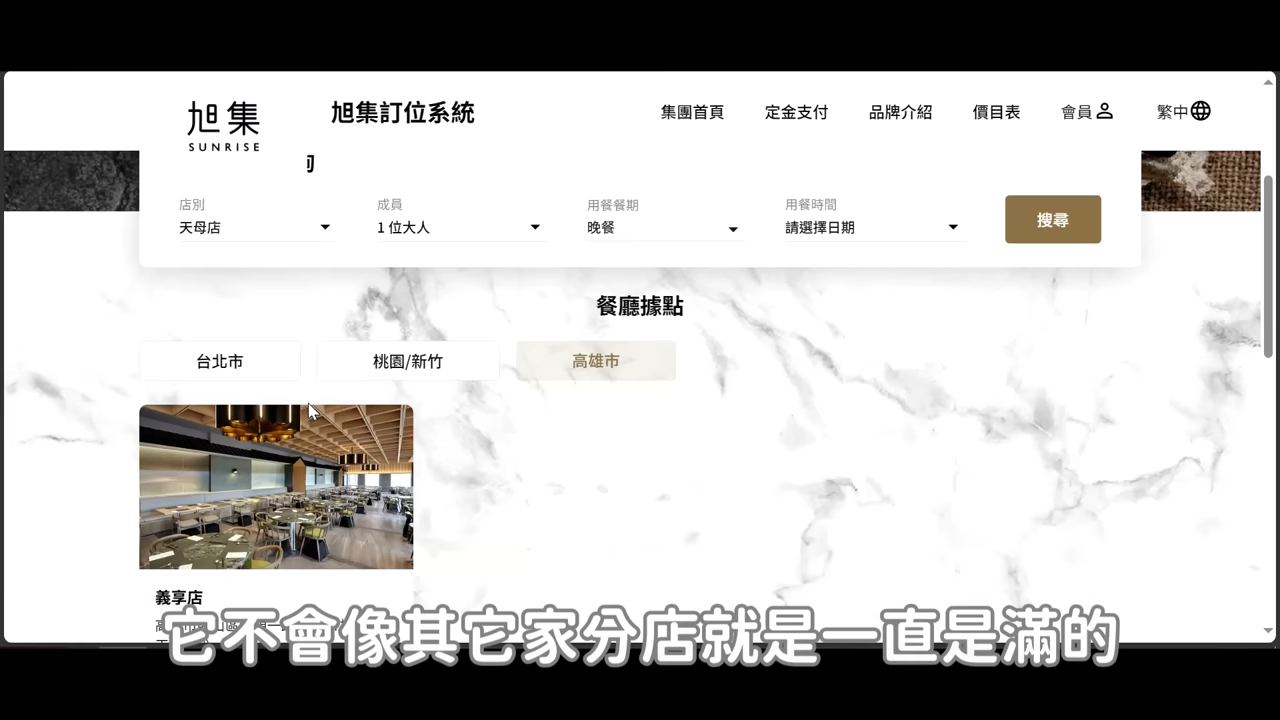 旭集
SUNRISE
旭集訂位系統
集團首頁
定金支付
品牌介紹
價目表
會員
繁中
店別
天母店
成員
1 位大人
用餐餐期
晚餐
用餐時間
請選擇日期
搜尋
餐廳據點
台北市
桃園/新竹
高雄市
義享店
它不會像其它家分店就是一直是滿的